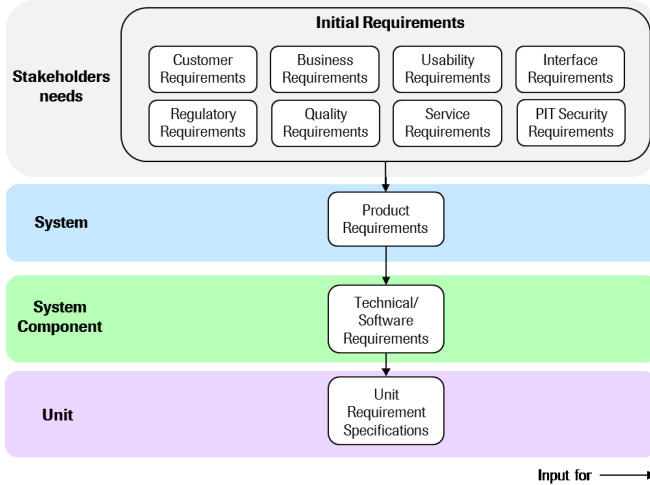 Initial Requirements
Stakeholders
needs
Customer
Requirements
Business
Requirements
Usability
Requirements
Interface
Requirements
Regulatory
Requirements
Quality
Requirements
Service
Requirements
PIT Security
Requirements
System
Product
Requirements
System
Component
Technical/
Software
Requirements
Unit
Unit
Requirement
Specifications
Input for